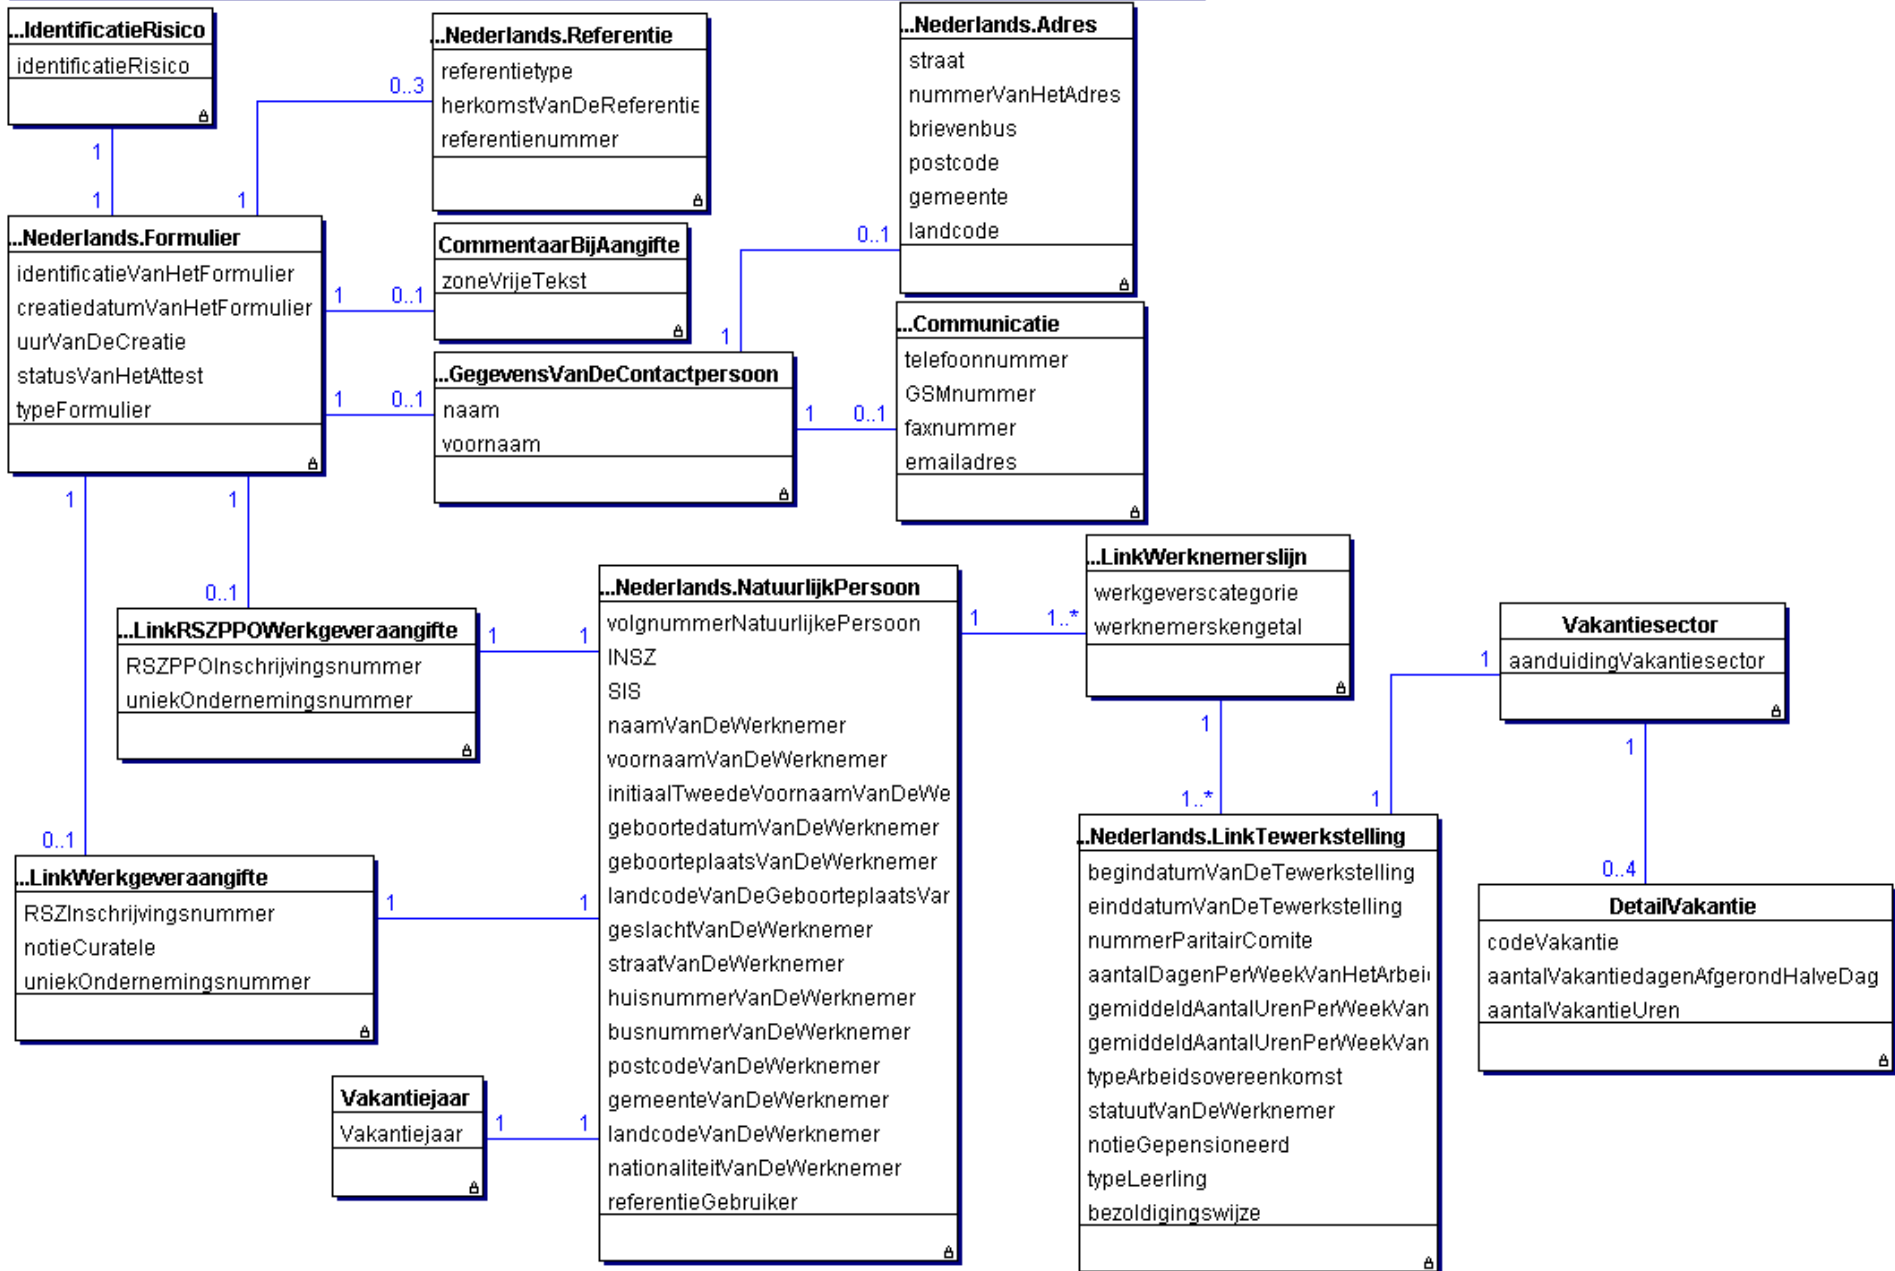 ...IdentificatieRisico
identificatieRisico
...Nederlands.Referentie
referentietype
herkomstVanDeReferentie
referentienummer
...Nederlands.Adres
straat
nummerVanHetAdres
brievenbus
postcode
gemeente
landcode
0..3
1
1
1
0..1
1
...Nederlands.Formulier
identificatieVanHetFormulier
creatiedatumVanHetFormulier
uurVanDeCreatie
statusVanHetAttest
typeFormulier
1
0..1
CommentaarBijAangifte
zoneVrijeTekst
1
0..1
...GegevensVanDeContactpersoon
naam
voornaam
1
0..1
...Communicatie
telefoonnummer
GSMnummer
faxnummer
emailadres
1
1
0..1
...LinkRSZPPOWerkgeveraangifte
RSZPPOInschrijvingsnummer
uniekOndernemingsnummer
1
1
...Nederlands.NatuurlijkPersoon
volgnummerNatuurlijkePersoon
INSZ
SIS
naamVanDeWerknemer
voornaamVanDeWerknemer
initiaalTweedeVoornaamVanDeWe
geboortedatumVanDeWerknemer
geboorteplaatsVanDeWerknemer
landcodeVanDeGeboorteplaatsVar
geslachtVanDeWerknemer
straatVanDeWerknemer
huisnummerVanDeWerknemer
busnummerVanDeWerknemer
postcodeVanDeWerknemer
gemeenteVanDeWerknemer
landcodeVanDeWerknemer
nationaliteitVanDeWerknemer
referentieGebruiker
1
1..*
...LinkWerknemerslijn
werkgeverscategorie
werknemerskengetal
1
1..*
Vakantiesector
aanduidingVakantiesector
1
1
1
0..4
0..1
...LinkWerkgeveraangifte
RSZInschrijvingsnummer
notieCuratele
uniekOndernemingsnummer
1
1
Vakantiejaar
Vakantiejaar
1
1
...Nederlands.LinkTewerkstelling
begindatumVanDeTewerkstelling
einddatumVanDeTewerkstelling
nummerParitairComite
aantalDagenPerWeekVanHetArbei
gemiddeldAantalUrenPerWeekVan
gemiddeldAantalUrenPerWeekVan
typeArbeidsovereenkomst
statuutVanDeWerknemer
notieGepensioneerd
typeLeerling
bezoldigingswijze
DetailVakantie
codeVakantie
aantalVakantiedagenAfgerondHalveDag
aantalVakantieUren